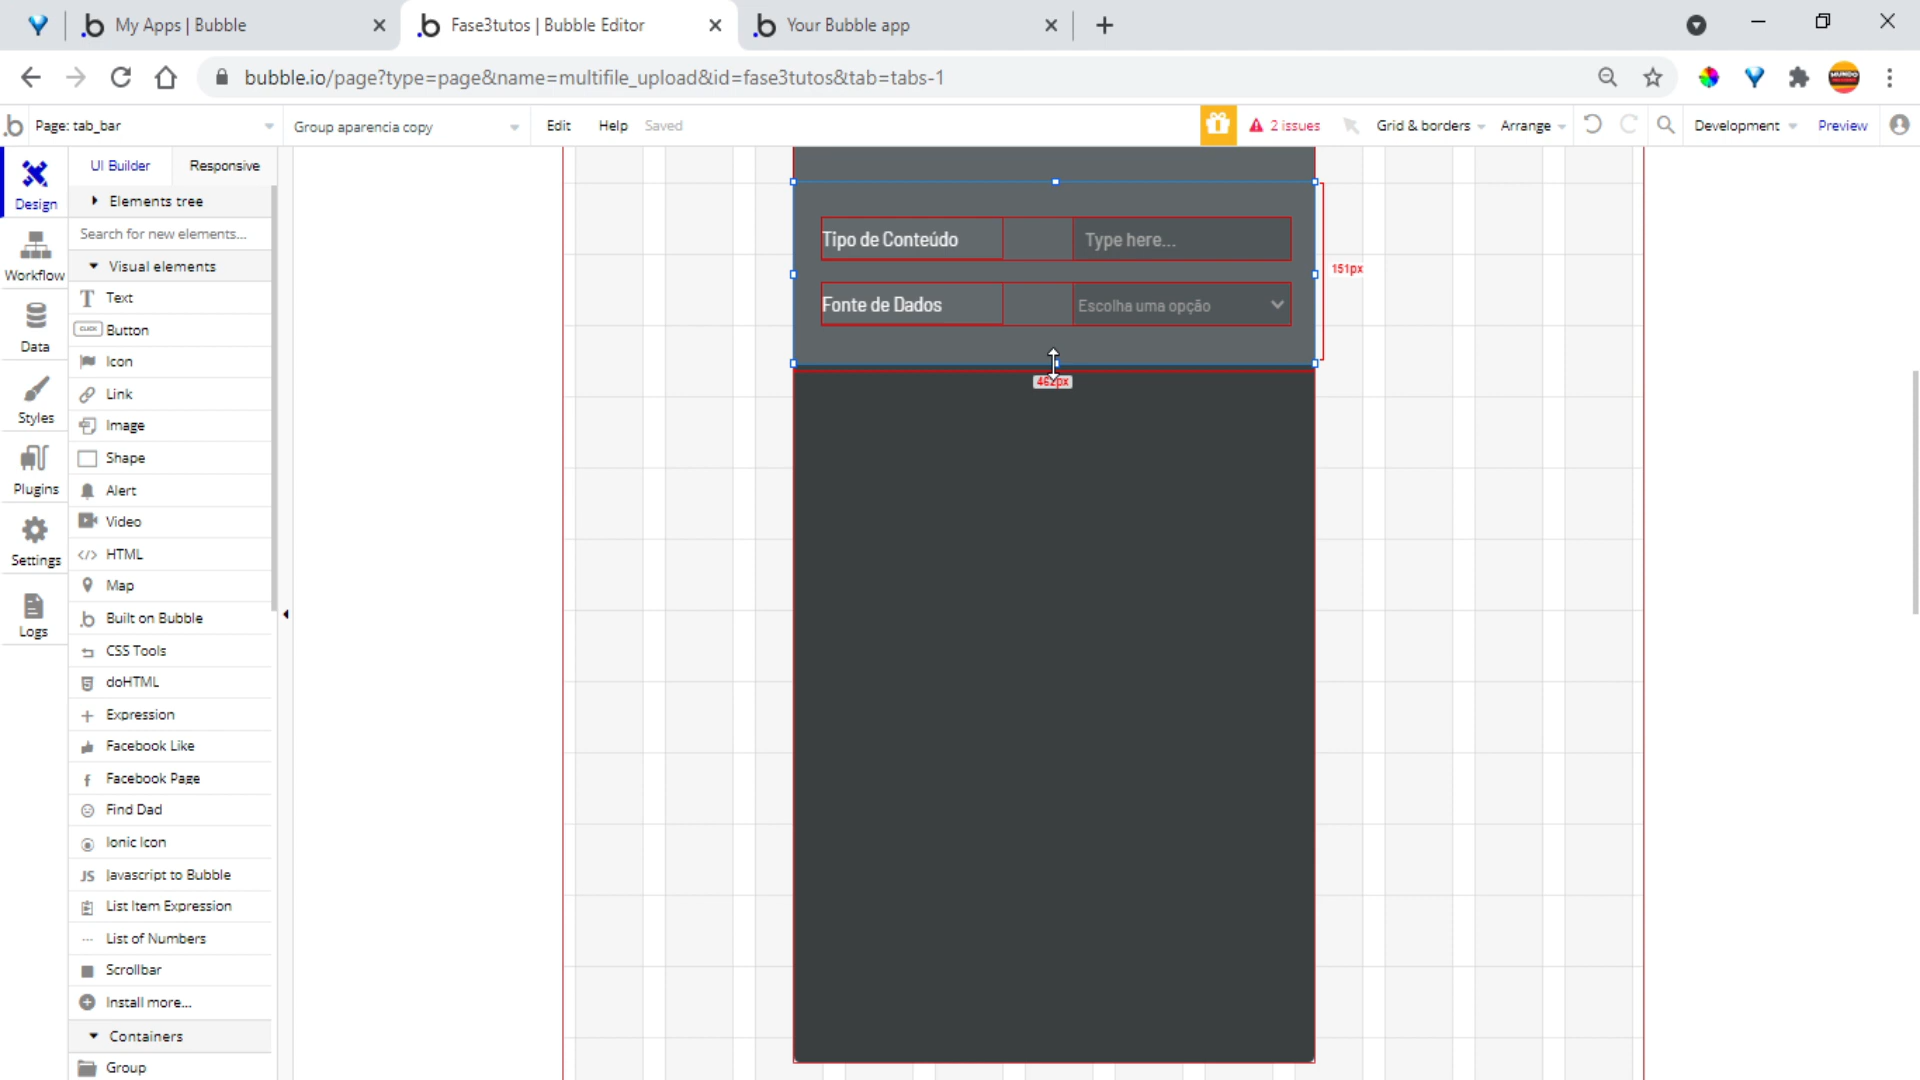 My Apps | Bubble
Fase3tutos | Bubble Editor
Your Bubble app
bubble.io/page?type=page&name=multifile_upload&id=fase3tutos&tab=tabs-1
Page: tab_bar
Group aparencia copy
Edit
Help
Saved
2 issues
Grid & borders
Arrange
Development
Preview
Design
Workflow
Data
Styles
Plugins
Settings
Logs
UI Builder
Responsive
Elements tree
Search for new elements...
Visual elements
Text
CLICK Button
Icon
Link
Image
Shape
Alert
Video
</> HTML
Map
Built on Bubble
CSS Tools
doHTML
Expression
Facebook Like
Facebook Page
Find Dad
Ionic Icon
JS Javascript to Bubble
List Item Expression
List of Numbers
Scrollbar
Install more...
Containers
Group
Tipo de Conteúdo
Type here...
151px
Fonte de Dados
Escolha uma opção